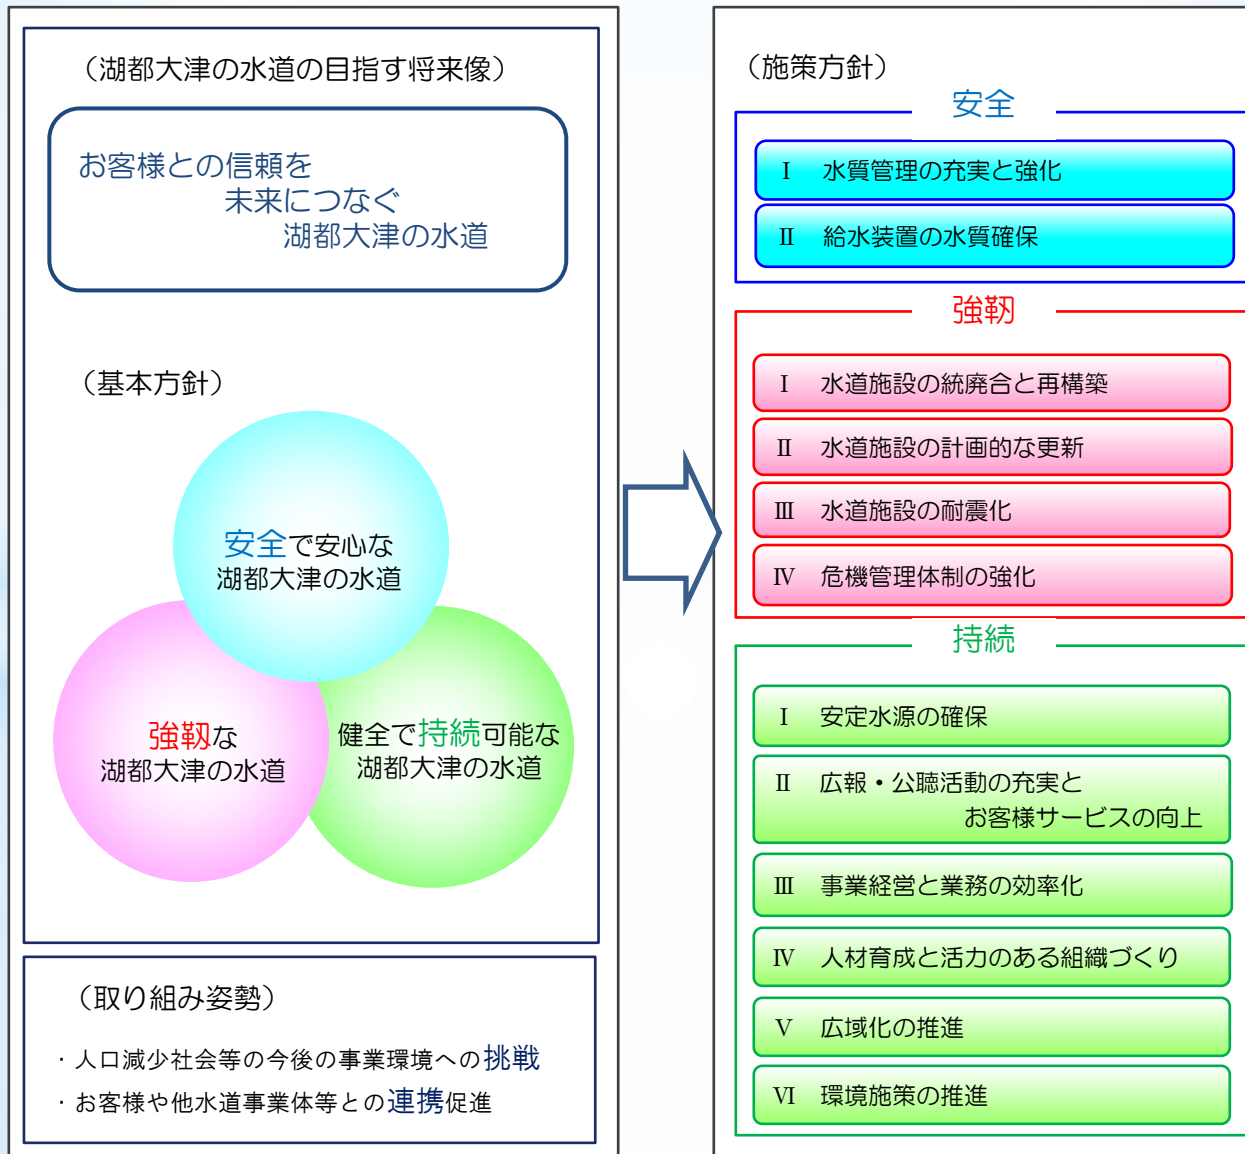 （湖都大津の水道の目指す将来像）
お客様との信頼を
未来につなぐ
湖都大津の水道
（基本方針）
安全で安心な
湖都大津の水道
強靭な
湖都大津の水道
健全で持続可能な
湖都大津の水道
（取り組み姿勢）
・人口減少社会等の今後の事業環境への挑戦
・お客様や他水道事業体等との連携促進
（施策方針）
安全
Ⅰ 水質管理の充実と強化
Ⅱ 給水装置の水質確保
強靭
Ⅰ 水道施設の統廃合と再構築
Ⅱ 水道施設の計画的な更新
Ⅲ 水道施設の耐震化
Ⅳ 危機管理体制の強化
持続
Ⅰ 安定水源の確保
Ⅱ 広報・公聴活動の充実と
お客様サービスの向上
Ⅲ 事業経営と業務の効率化
Ⅳ 人材育成と活力のある組織づくり
Ⅴ 広域化の推進
Ⅵ 環境施策の推進